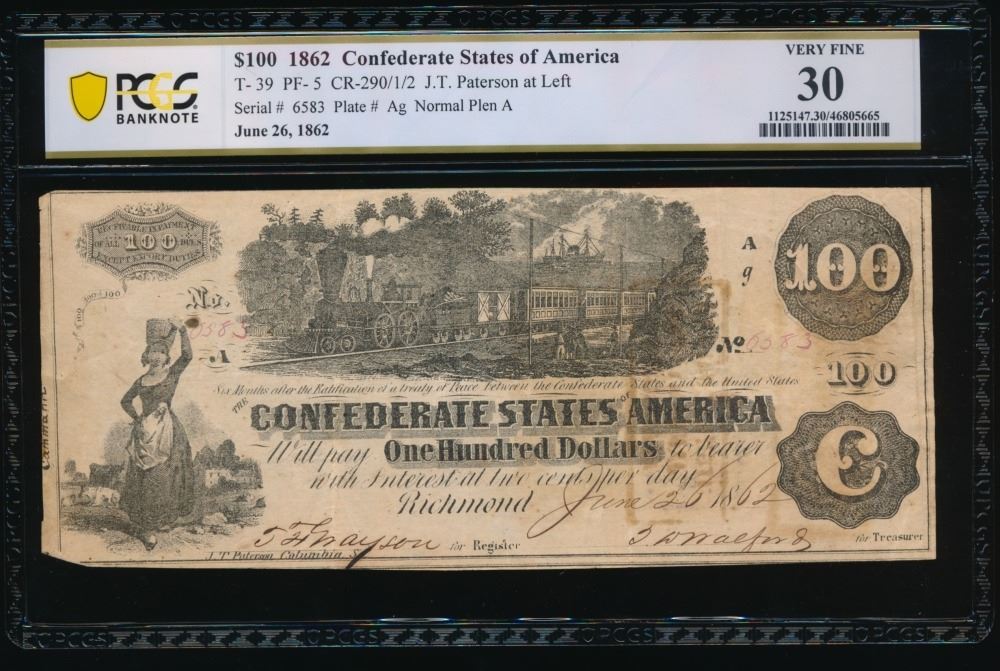 $100 1862 Confederate States of America
T- 39 PF- 5 CR-290/1/2 J.T. Paterson at Left
Serial # 6583 Plate # Ag Normal Plen A
June 26, 1862
PCGS
BANKNOTE
VERY FINE
30
1125147.30/46805665
RECEIVABLE IN PAYMENT
OF ALL 100 DUES
EXCEPT EXPORT DUTIES
100
A
g
No. 6583
A
No 6583
100
Six Months after the Ratification of a treaty of Peace between the Confederate States and the United States
THE CONFEDERATE STATES OF AMERICA
Will pay One Hundred Dollars to bearer
with Interest at two cents per day
Richmond June 26 1862
C
for Register
for Treasurer
J.T. Paterson Columbia, S